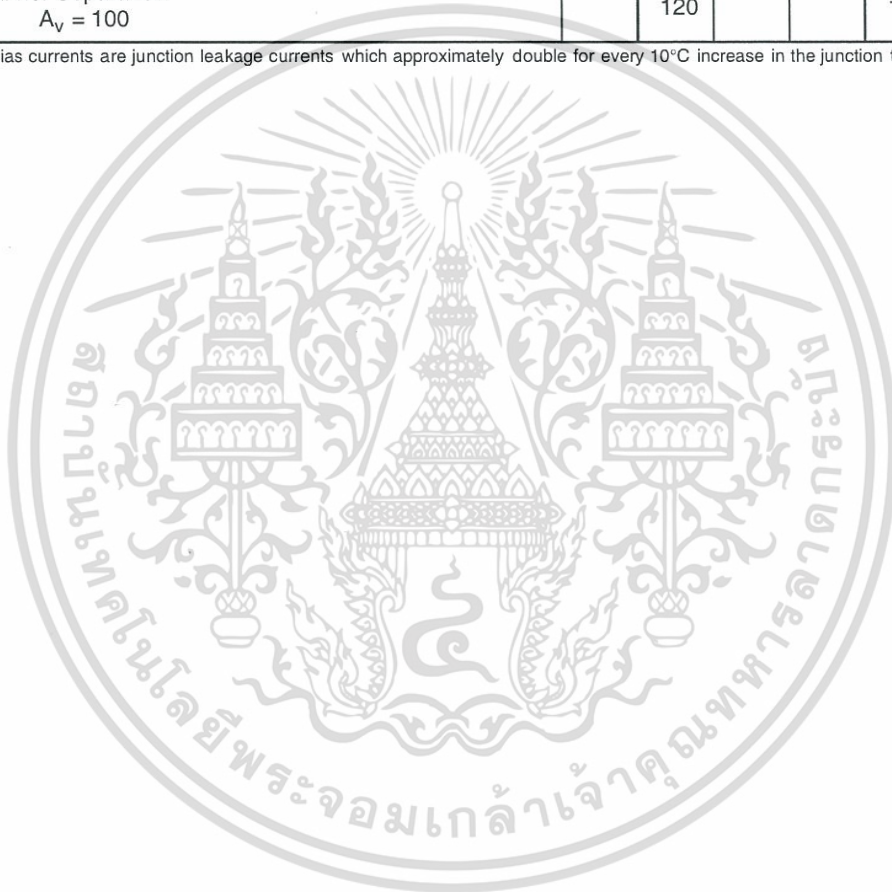 A_v = 100
120
ias currents are junction leakage currents which approximately double for every 10°C increase in the junction
๔
สถาบันเทคโนโลยีพระจอมเกล้าเจ้าคุณทหารลาดกระบัง